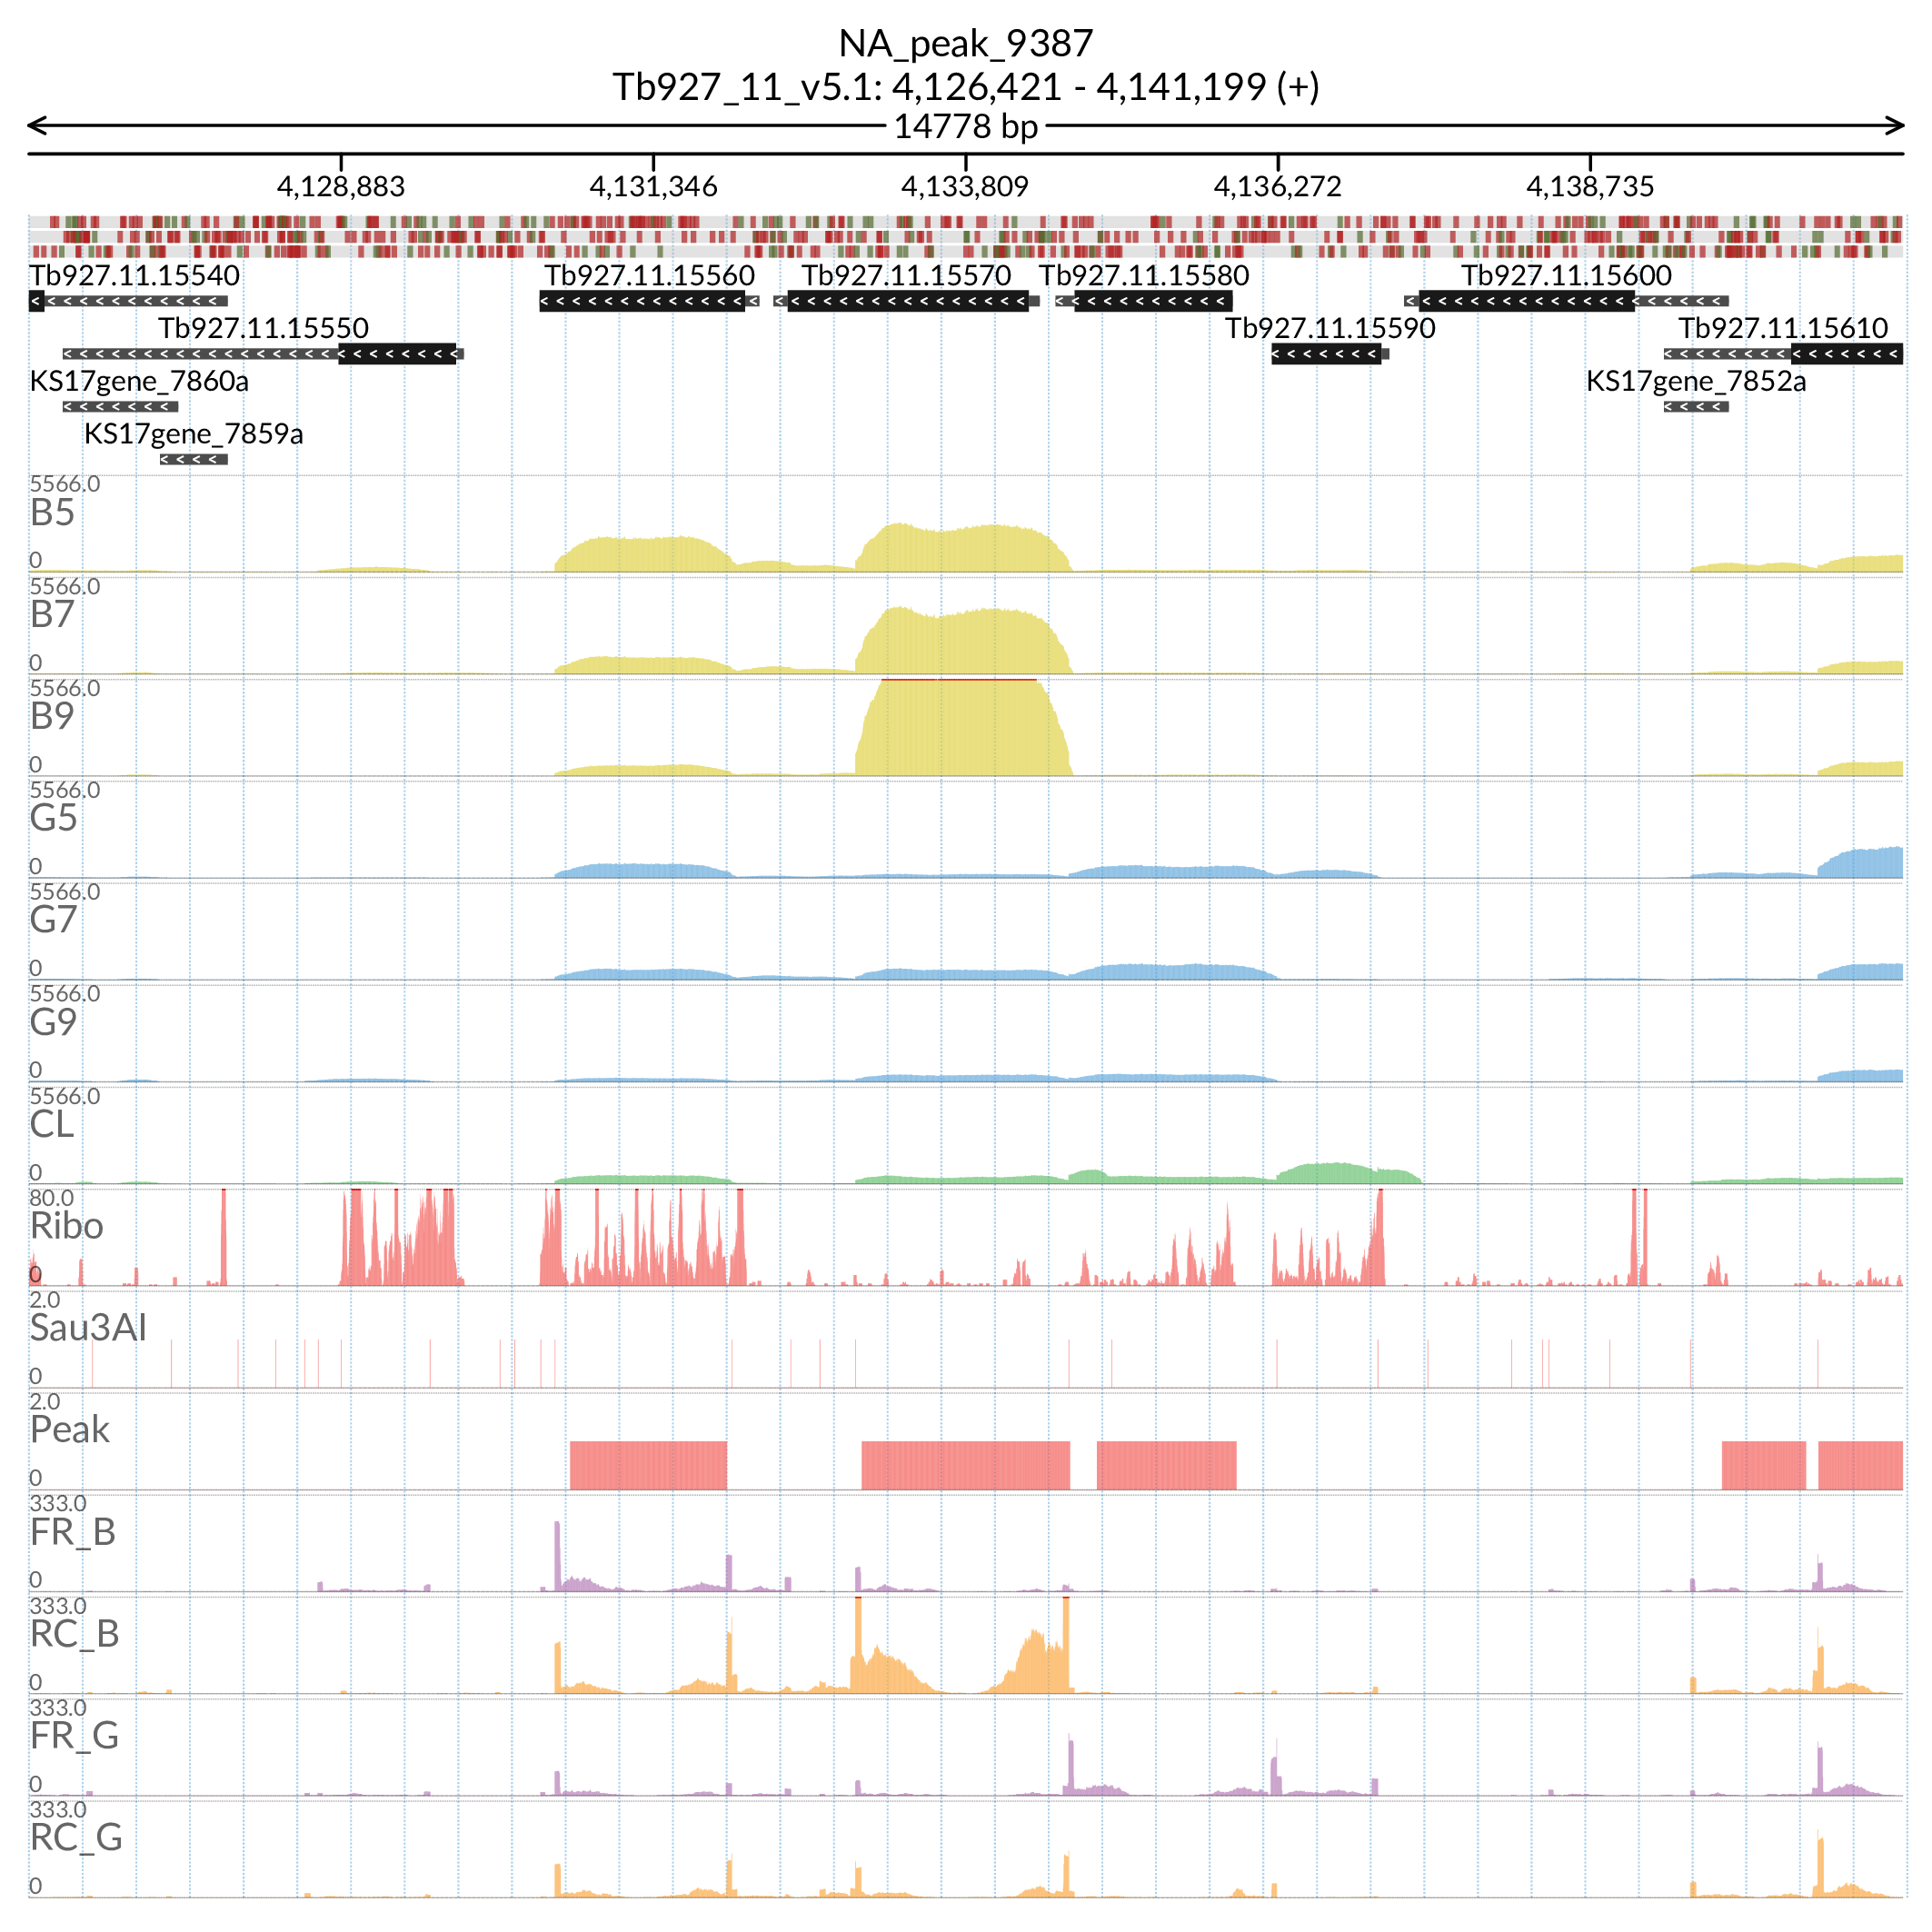 NA_peak_9387
Tb927_11_v5.1: 4,126,421 - 4,141,199 (+)
14778 bp
4,128,883 4,131,346 4,133,809 4,136,272 4,138,735
Tb927.11.15540 Tb927.11.15560 Tb927.11.15570 Tb927.11.15580 Tb927.11.15600
Tb927.11.15550 Tb927.11.15590 Tb927.11.15610
KS17gene_7860a KS17gene_7852a
KS17gene_7859a
5566.0
B5
0
5566.0
B7
0
5566.0
B9
0
5566.0
G5
0
5566.0
G7
0
5566.0
G9
0
5566.0
CL
0
80.0
Ribo
0
2.0
Sau3AI
0
2.0
Peak
0
333.0
FR_B
0
333.0
RC_B
0
333.0
FR_G
0
333.0
RC_G
0